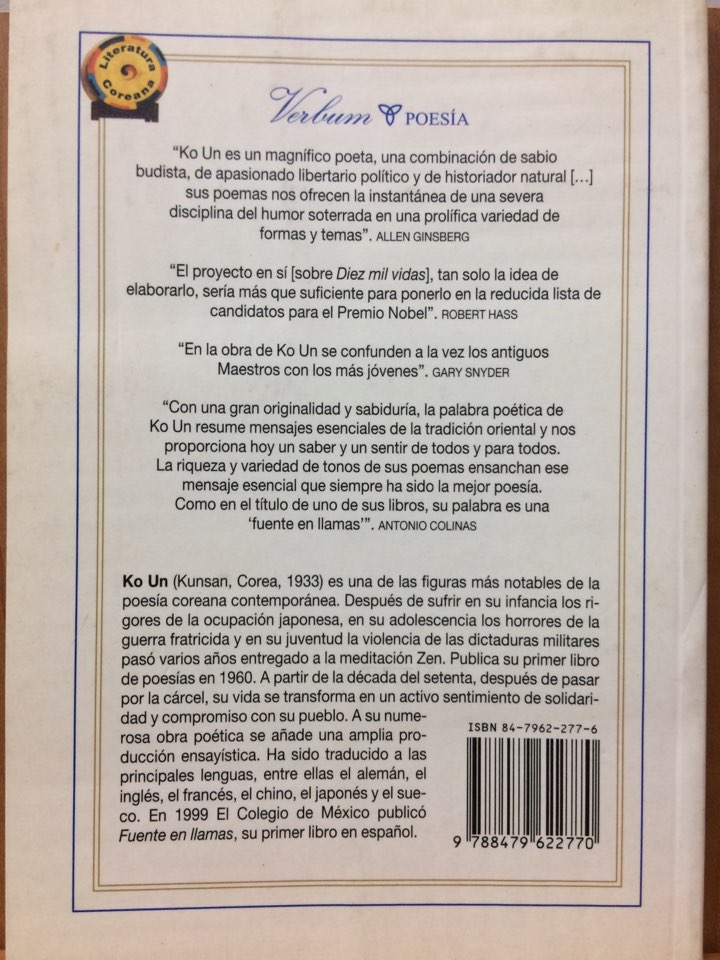 Literatura
Coreana
Verbum POESÍA
“Ko Un es un magnífico poeta, una combinación de sabio
budista, de apasionado libertario político y de historiador natural [...]
sus poemas nos ofrecen la instantánea de una severa
disciplina del humor soterrada en una prolífica variedad de
formas y temas”. ALLEN GINSBERG
“El proyecto en sí [sobre Diez mil vidas], tan solo la idea de
elaborarlo, sería más que suficiente para ponerlo en la reducida lista de
candidatos para el Premio Nobel”. ROBERT HASS
“En la obra de Ko Un se confunden a la vez los antiguos
Maestros con los más jóvenes”. GARY SNYDER
“Con una gran originalidad y sabiduría, la palabra poética de
Ko Un resume mensajes esenciales de la tradición oriental y nos
proporciona hoy un saber y un sentir de todos y para todos.
La riqueza y variedad de tonos de sus poemas ensanchan ese
mensaje esencial que siempre ha sido la mejor poesía.
Como en el título de uno de sus libros, su palabra es una
‘fuente en llamas’”. ANTONIO COLINAS
Ko Un (Kunsan, Corea, 1933) es una de las figuras más notables de la
poesía coreana contemporánea. Después de sufrir en su infancia los ri-
gores de la ocupación japonesa, en su adolescencia los horrores de la
guerra fratricida y en su juventud la violencia de las dictaduras militares
pasó varios años entregado a la meditación Zen. Publica su primer libro
de poesías en 1960. A partir de la década del setenta, después de pasar
por la cárcel, su vida se transforma en un activo sentimiento de solidari-
dad y compromiso con su pueblo. A su nume-
rosa obra poética se añade una amplia pro-
ducción ensayística. Ha sido traducido a las
principales lenguas, entre ellas el alemán, el
inglés, el francés, el chino, el japonés y el sue-
co. En 1999 El Colegio de México publicó
Fuente en llamas, su primer libro en español.
ISBN 84-7962-277-6
9 788479 622770